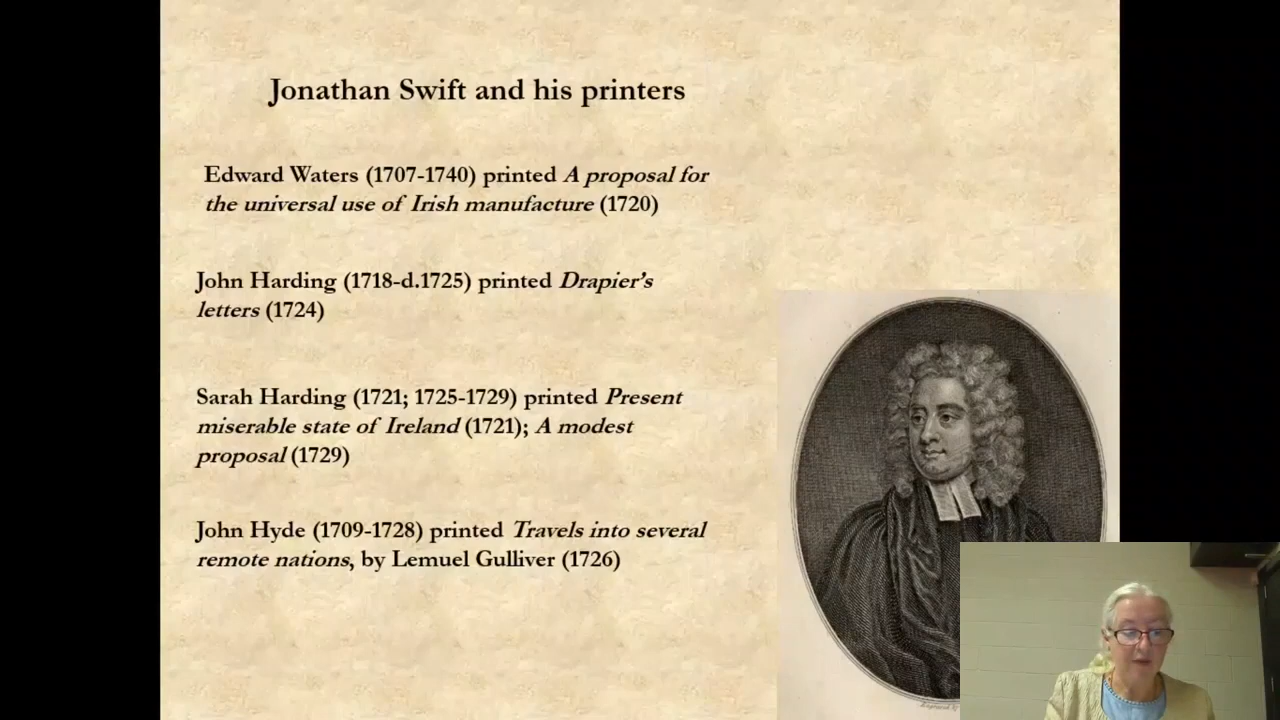 Jonathan Swift and his printers
Edward Waters (1707-1740) printed A proposal for
the universal use of Irish manufacture (1720)
John Harding (1718-d.1725) printed Drapier's
letters (1724)
Sarah Harding (1721; 1725-1729) printed Present
miserable state of Ireland (1721); A modest
proposal (1729)
John Hyde (1709-1728) printed Travels into several
remote nations, by Lemuel Gulliver (1726)